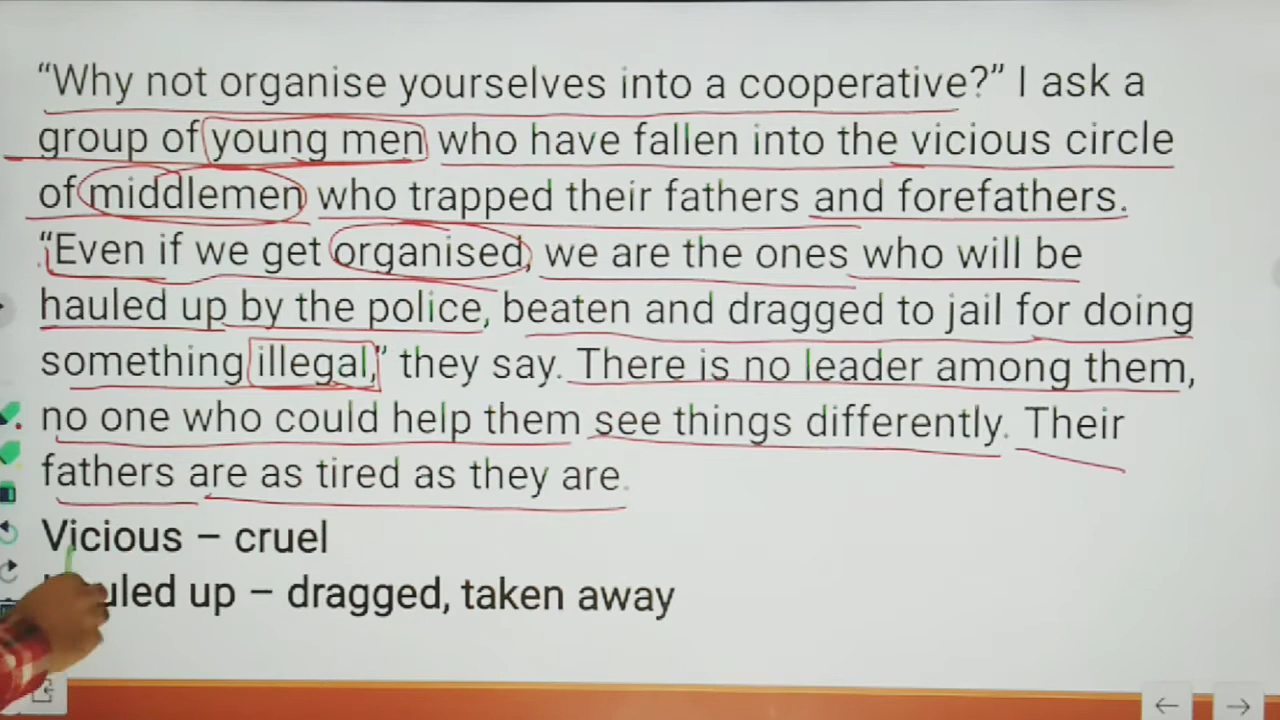 “Why not organise yourselves into a cooperative?” I ask a
group of young men who have fallen into the vicious circle
of middlemen who trapped their fathers and forefathers.
“Even if we get organised, we are the ones who will be
hauled up by the police, beaten and dragged to jail for doing
something illegal,” they say. There is no leader among them,
no one who could help them see things differently. Their
fathers are as tired as they are.
Vicious – cruel
up – dragged, taken away